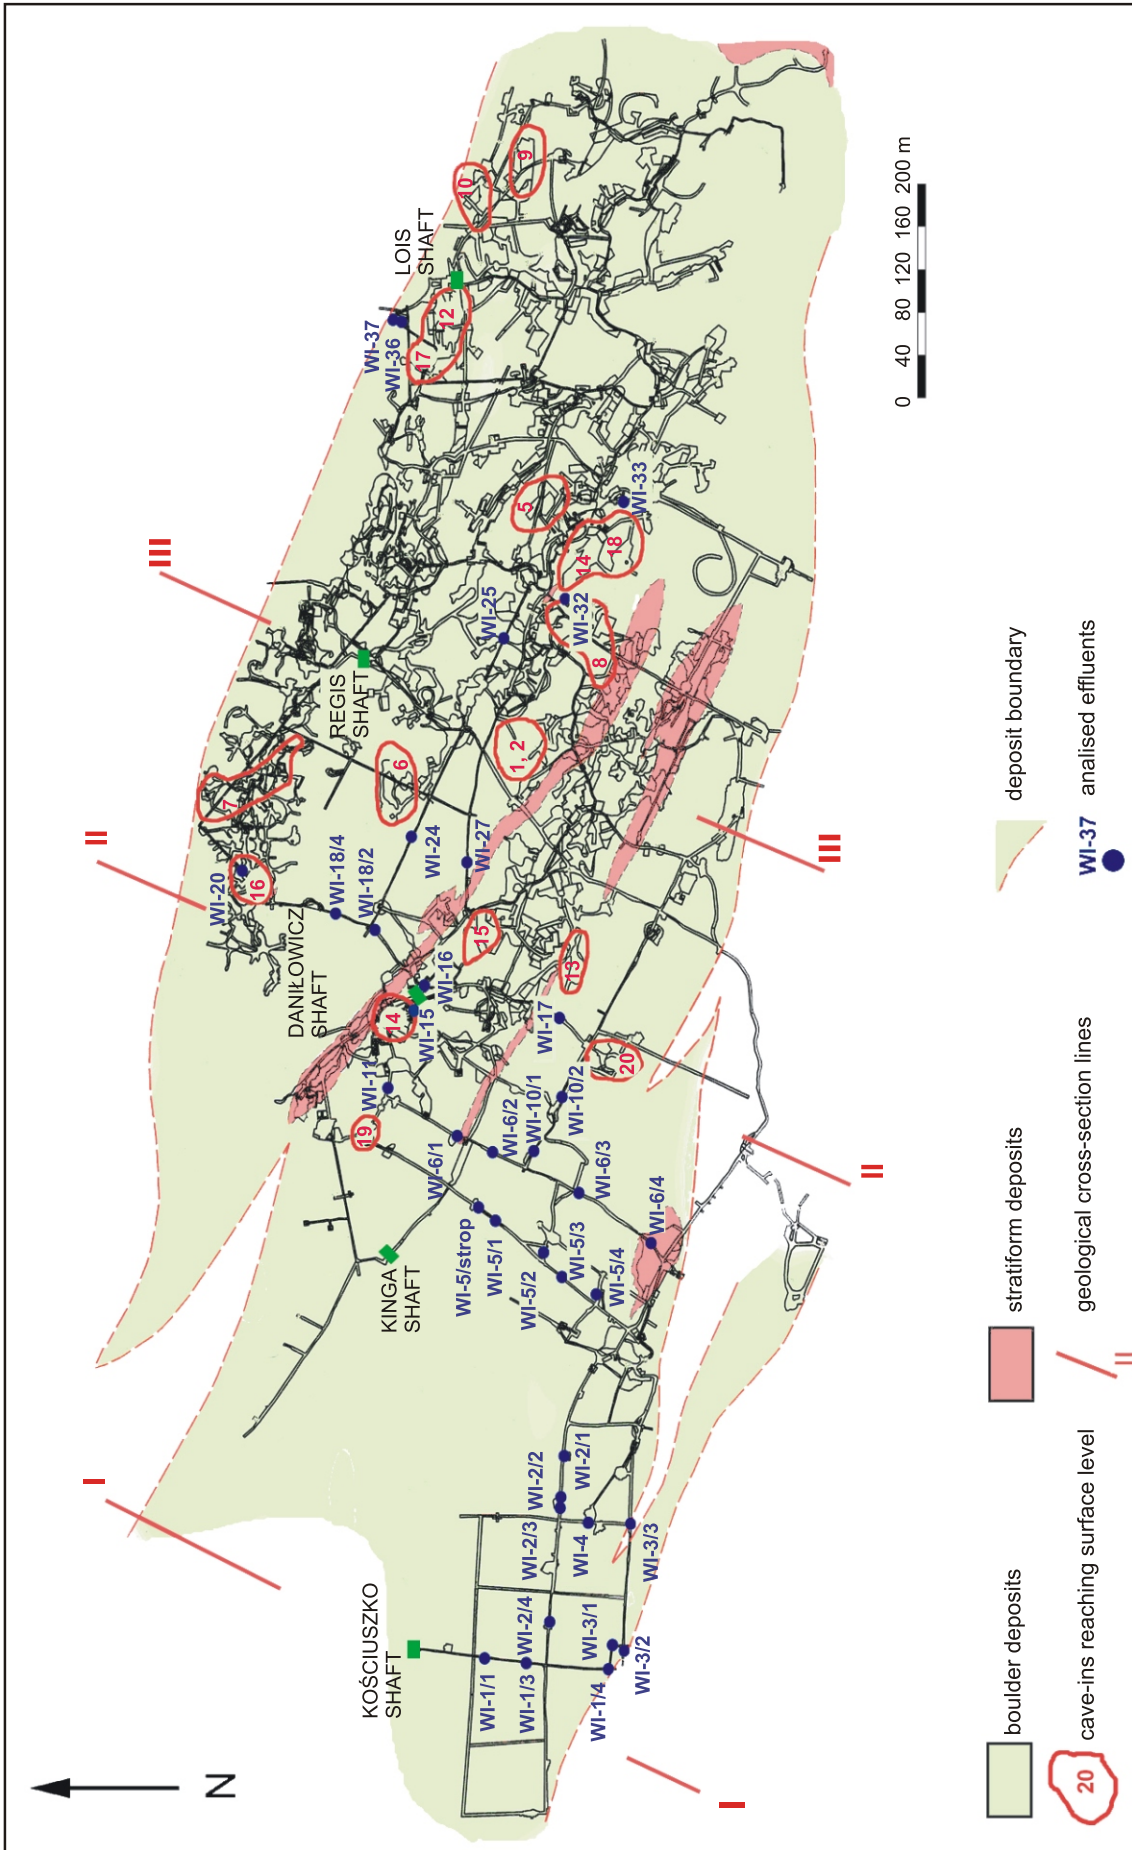 I
II
III
I
II
III
N
KOŚCIUSZKO
SHAFT
KINGA
SHAFT
DANIŁOWICZ
SHAFT
REGIS
SHAFT
LOIS
SHAFT
WI-1/1
WI-1/3
WI-1/4
WI-2/4
WI-3/1
WI-3/2
WI-3/3
WI-4
WI-2/3
WI-2/2
WI-2/1
WI-5/strop
WI-5/1
WI-5/2
WI-5/3
WI-5/4
WI-6/1
WI-6/2
WI-6/3
WI-6/4
WI-10/1
WI-10/2
WI-11
WI-15
WI-16
WI-17
WI-18/2
WI-18/4
WI-20
WI-24
WI-27
WI-25
WI-32
WI-33
WI-36
WI-37
19
14
20
13
15
16
7
6
1, 2
8
14
18
5
17
12
10
9
0 40 80 120 160 200 m
boulder deposits
stratiform deposits
deposit boundary
20
cave-ins reaching surface level
II
geological cross-section lines
WI-37
analised effluents